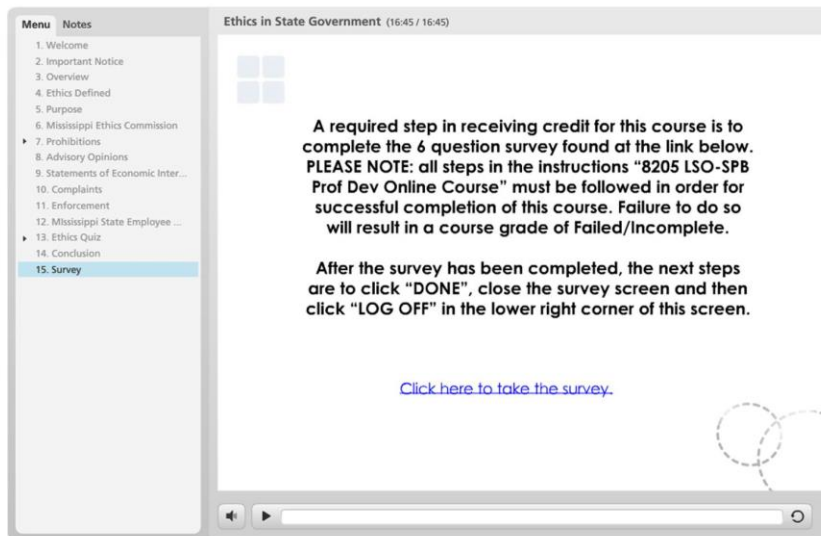 Menu Notes
1. Welcome
2. Important Notice
3. Overview
4. Ethics Defined
5. Purpose
6. Mississippi Ethics Commission
7. Prohibitions
8. Advisory Opinions
9. Statements of Economic Inter...
10. Complaints
11. Enforcement
12. MIssissippi State Employee ...
13. Ethics Quiz
14. Conclusion
15. Survey
Ethics in State Government (16:45 / 16:45)
A required step in receiving credit for this course is to
complete the 6 question survey found at the link below.
PLEASE NOTE: all steps in the instructions “8205 LSO-SPB
Prof Dev Online Course” must be followed in order for
successful completion of this course. Failure to do so
will result in a course grade of Failed/Incomplete.
After the survey has been completed, the next steps
are to click “DONE”, close the survey screen and then
click “LOG OFF” in the lower right corner of this screen.
Click here to take the survey.